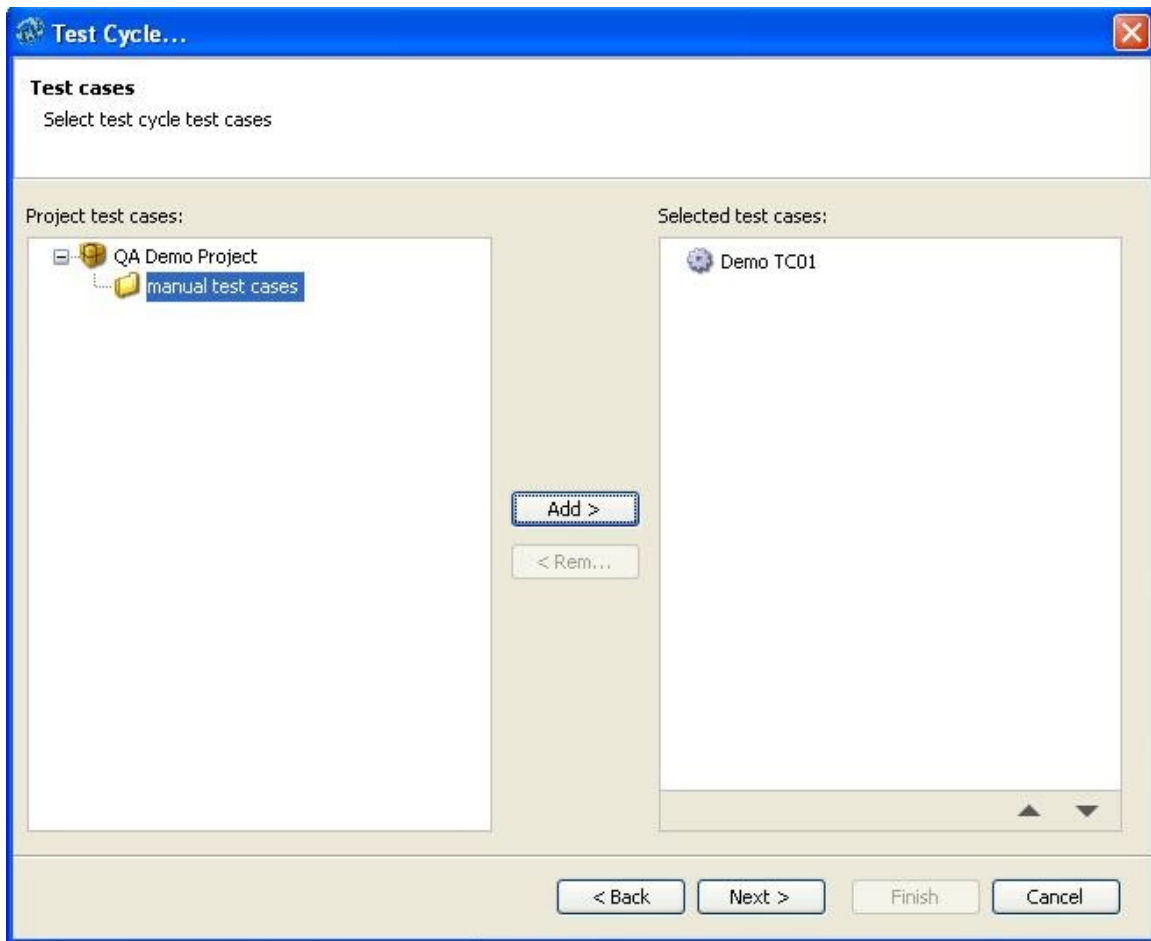 Test Cycle...
Test cases
Select test cycle test cases
Project test cases:
QA Demo Project
manual test cases
Selected test cases:
Demo TC01
Add >
< Rem...
< Back
Next >
Finish
Cancel